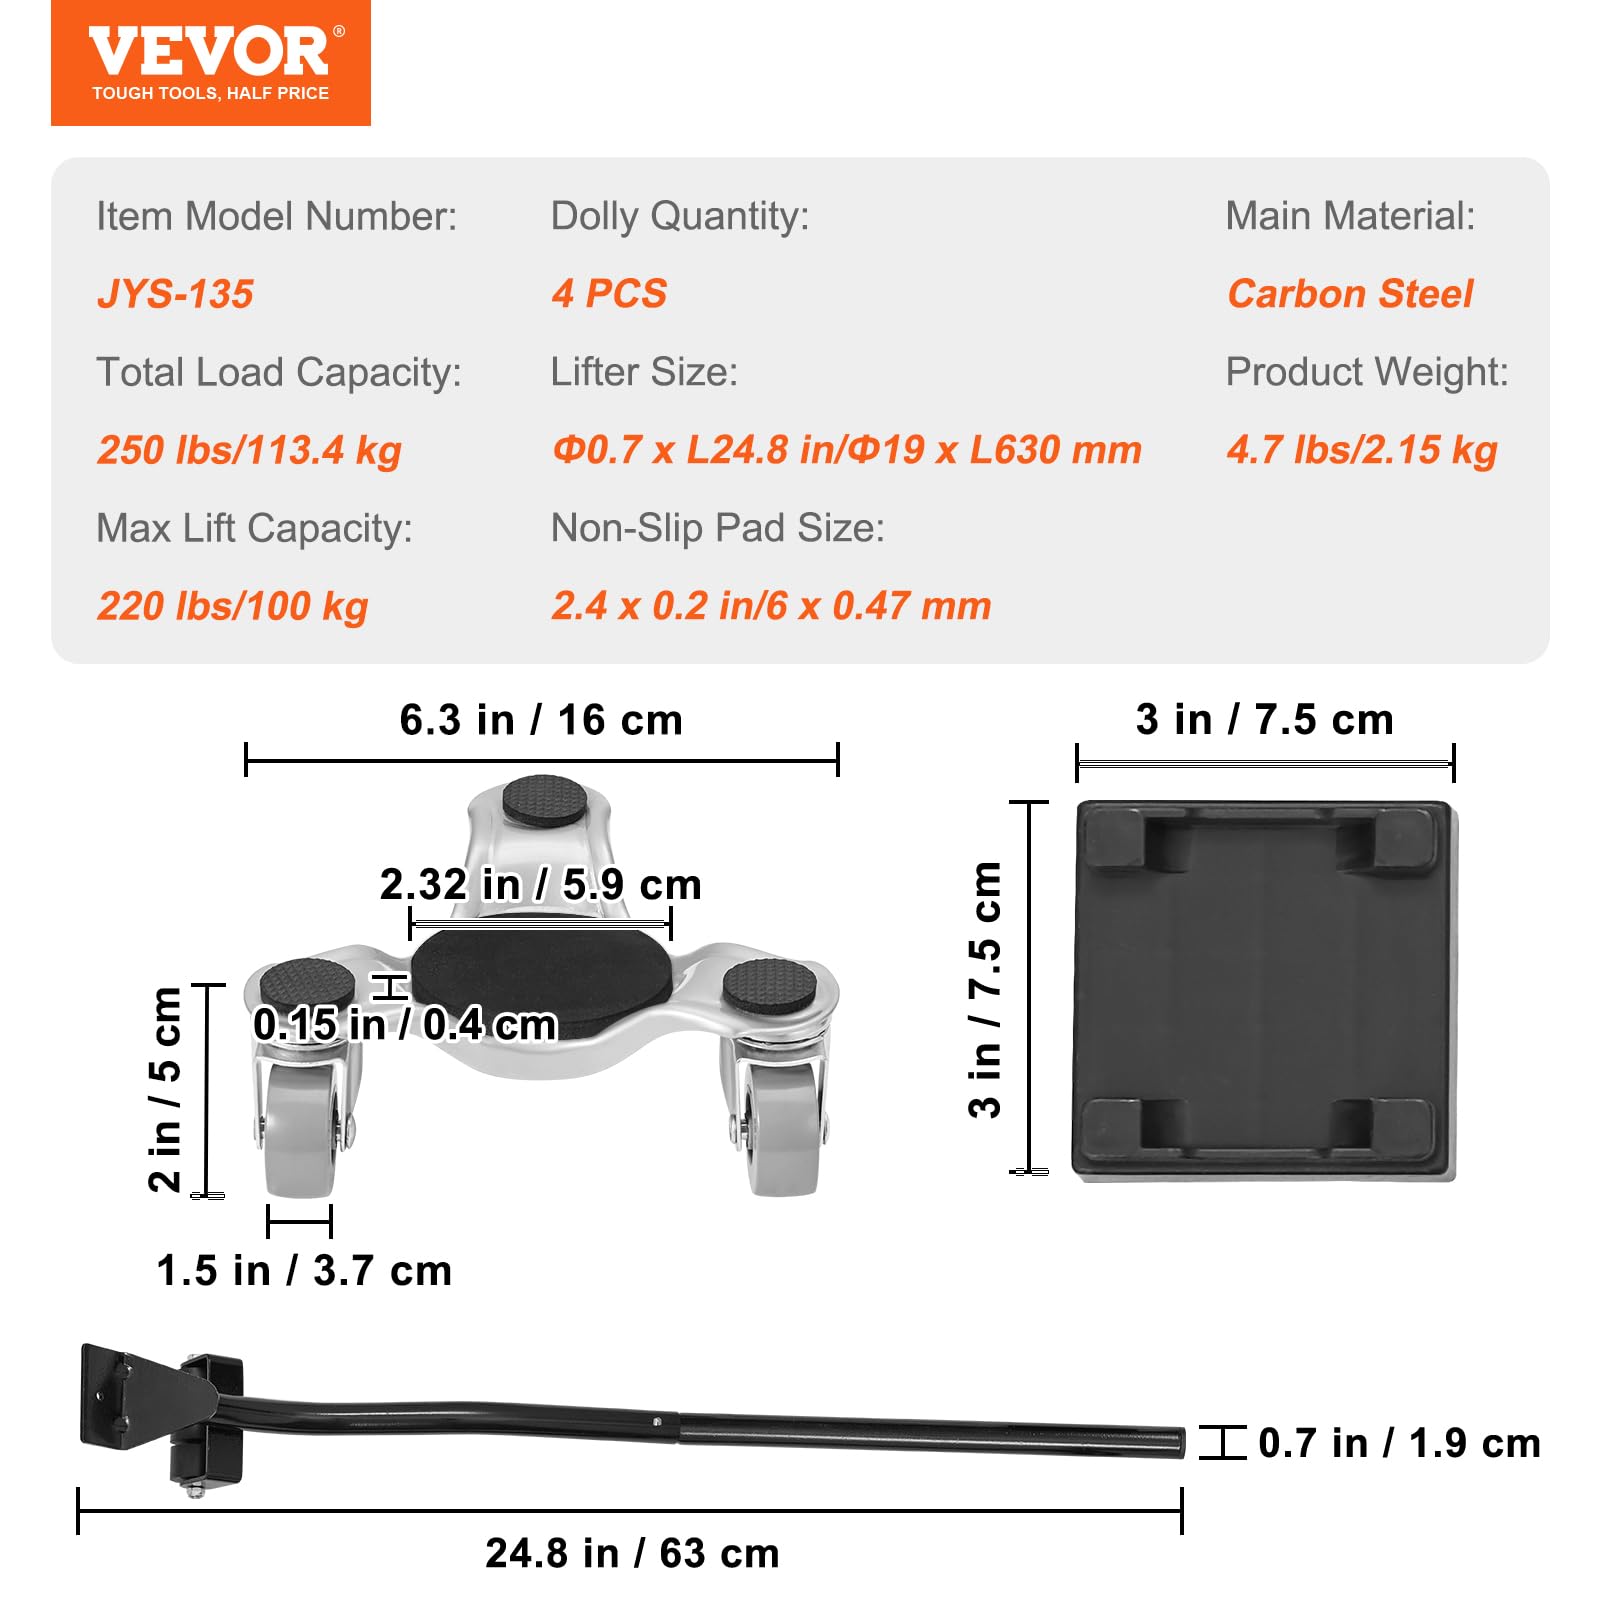 VEVOR®
TOUGH TOOLS, HALF PRICE
Item Model Number:
JYS-135
Dolly Quantity:
4 PCS
Main Material:
Carbon Steel
Total Load Capacity:
250 lbs/113.4 kg
Lifter Size:
Φ0.7 x L24.8 in/Φ19 x L630 mm
Product Weight:
4.7 lbs/2.15 kg
Max Lift Capacity:
220 lbs/100 kg
Non-Slip Pad Size:
2.4 x 0.2 in/6 x 0.47 mm
6.3 in / 16 cm
3 in / 7.5 cm
2.32 in / 5.9 cm
3 in / 7.5 cm
0.15 in / 0.4 cm
2 in / 5 cm
1.5 in / 3.7 cm
0.7 in / 1.9 cm
24.8 in / 63 cm